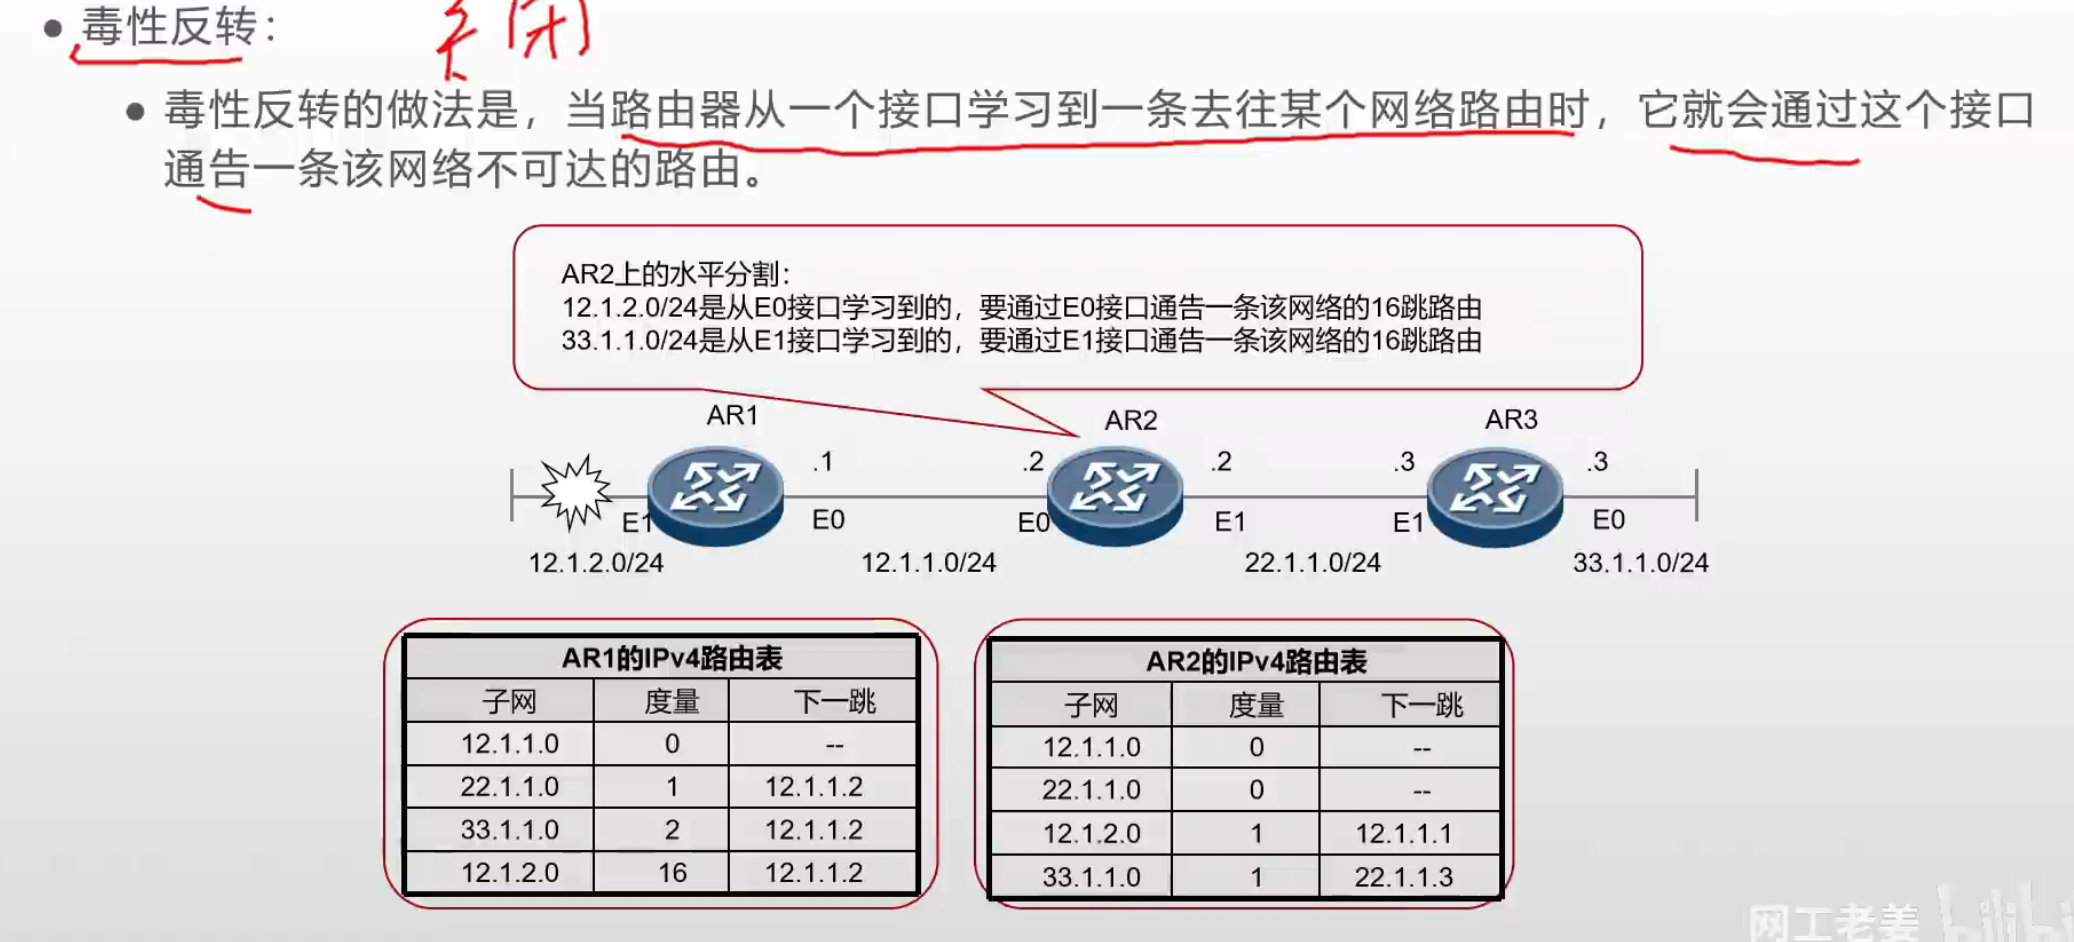 关闭
• 毒性反转：
• 毒性反转的做法是，当路由器从一个接口学习到一条去往某个网络路由时，它就会通过这个接口
通告一条该网络不可达的路由。
AR2上的水平分割：
12.1.2.0/24是从E0接口学习到的，要通过E0接口通告一条该网络的16跳路由
33.1.1.0/24是从E1接口学习到的，要通过E1接口通告一条该网络的16跳路由
AR1 AR2 AR3
.1 .2 .2 .3 .3
E1 E0 E0 E1 E1 E0
12.1.2.0/24 12.1.1.0/24 22.1.1.0/24 33.1.1.0/24
AR1的IPv4路由表
子网 度量 下一跳
12.1.1.0 0 --
22.1.1.0 1 12.1.1.2
33.1.1.0 2 12.1.1.2
12.1.2.0 16 12.1.1.2
AR2的IPv4路由表
子网 度量 下一跳
12.1.1.0 0 --
22.1.1.0 0 --
12.1.2.0 1 12.1.1.1
33.1.1.0 1 22.1.1.3
网工老姜 bilibili